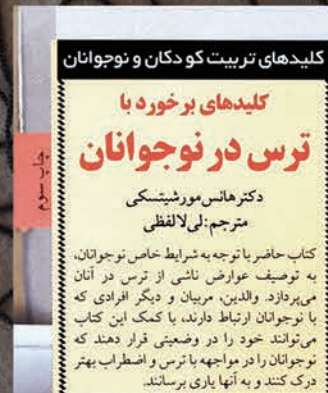 کلیدهای تربیت کودکان و نوجوانان
کلیدهای برخورد با
ترس در نوجوانان
دکتر هانس مورشیتسکی
مترجم: لی‌لا لفظی
چاپ سوم
کتاب حاضر با توجه به شرایط خاص نوجوانان،
به توصیف عوارض ناشی از ترس در آنان
می‌پردازد. والدین، مربیان و دیگر افرادی که
با نوجوانان ارتباط دارند، با کمک این کتاب
می‌توانند خود را در وضعیتی قرار دهند که
نوجوانان را در مواجهه با ترس و اضطراب بهتر
درک کنند و به آنها یاری برسانند.